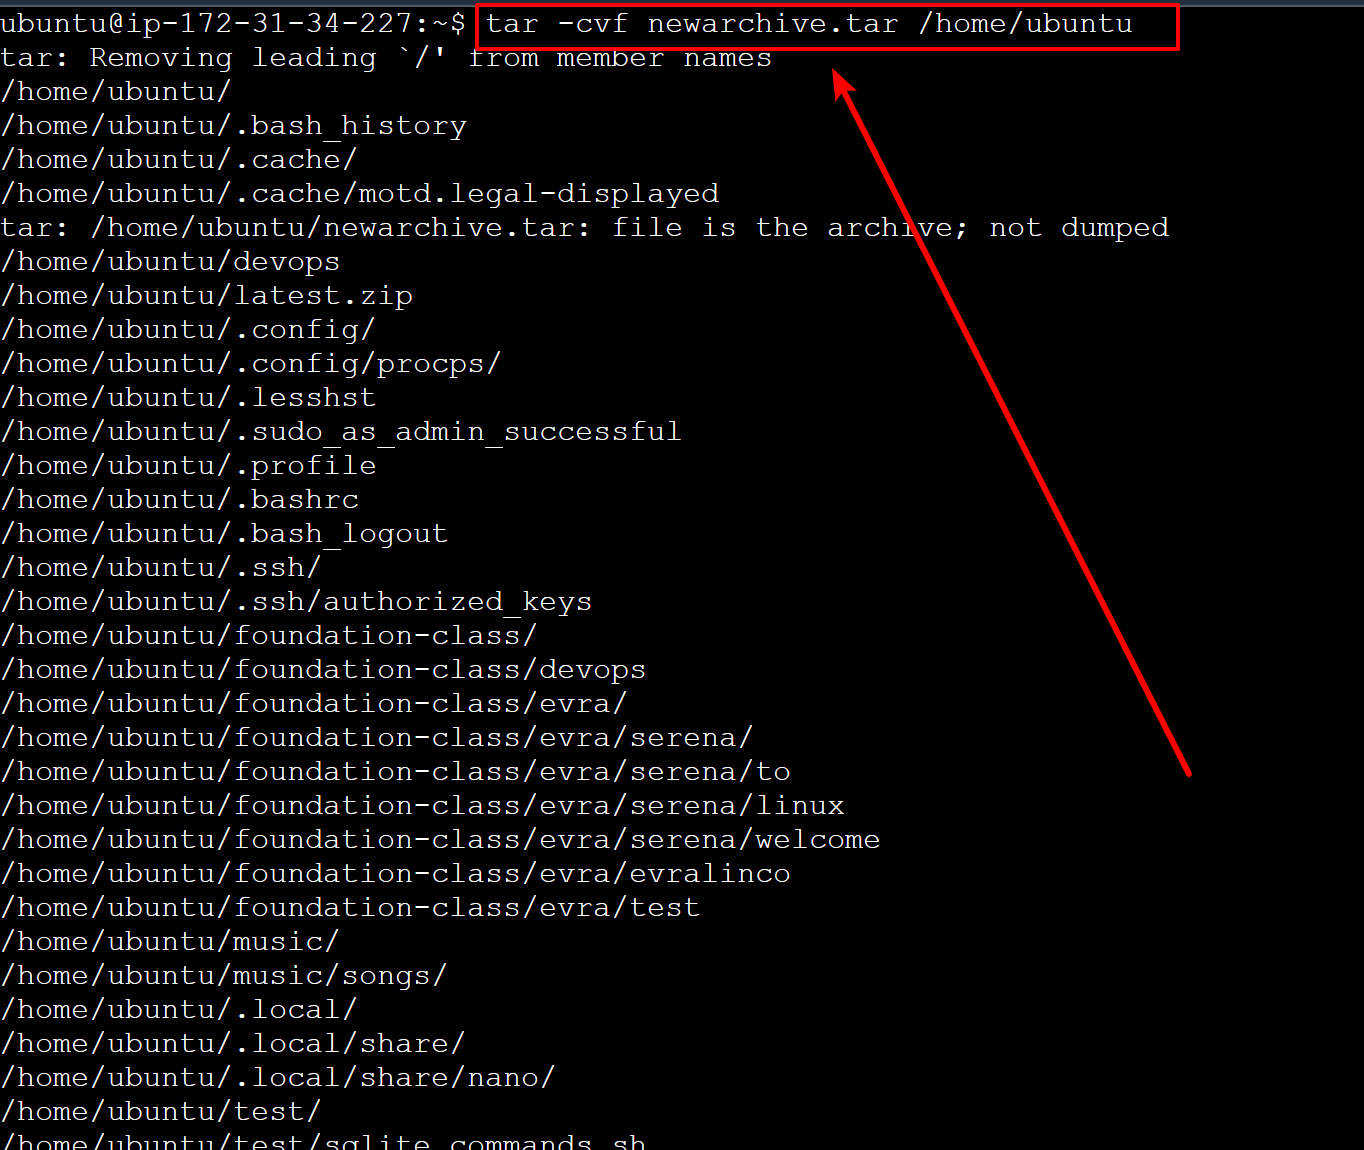 ubuntu@ip-172-31-34-227:~$ tar -cvf newarchive.tar /home/ubuntu
tar: Removing leading `/' from member names
/home/ubuntu/
/home/ubuntu/.bash_history
/home/ubuntu/.cache/
/home/ubuntu/.cache/motd.legal-displayed
tar: /home/ubuntu/newarchive.tar: file is the archive; not dumped
/home/ubuntu/devops
/home/ubuntu/latest.zip
/home/ubuntu/.config/
/home/ubuntu/.config/procps/
/home/ubuntu/.lesshst
/home/ubuntu/.sudo_as_admin_successful
/home/ubuntu/.profile
/home/ubuntu/.bashrc
/home/ubuntu/.bash_logout
/home/ubuntu/.ssh/
/home/ubuntu/.ssh/authorized_keys
/home/ubuntu/foundation-class/
/home/ubuntu/foundation-class/devops
/home/ubuntu/foundation-class/evra/
/home/ubuntu/foundation-class/evra/serena/
/home/ubuntu/foundation-class/evra/serena/to
/home/ubuntu/foundation-class/evra/serena/linux
/home/ubuntu/foundation-class/evra/serena/welcome
/home/ubuntu/foundation-class/evra/evralinco
/home/ubuntu/foundation-class/evra/test
/home/ubuntu/music/
/home/ubuntu/music/songs/
/home/ubuntu/.local/
/home/ubuntu/.local/share/
/home/ubuntu/.local/share/nano/
/home/ubuntu/test/
/home/ubuntu/test/sqlite_commands.sh